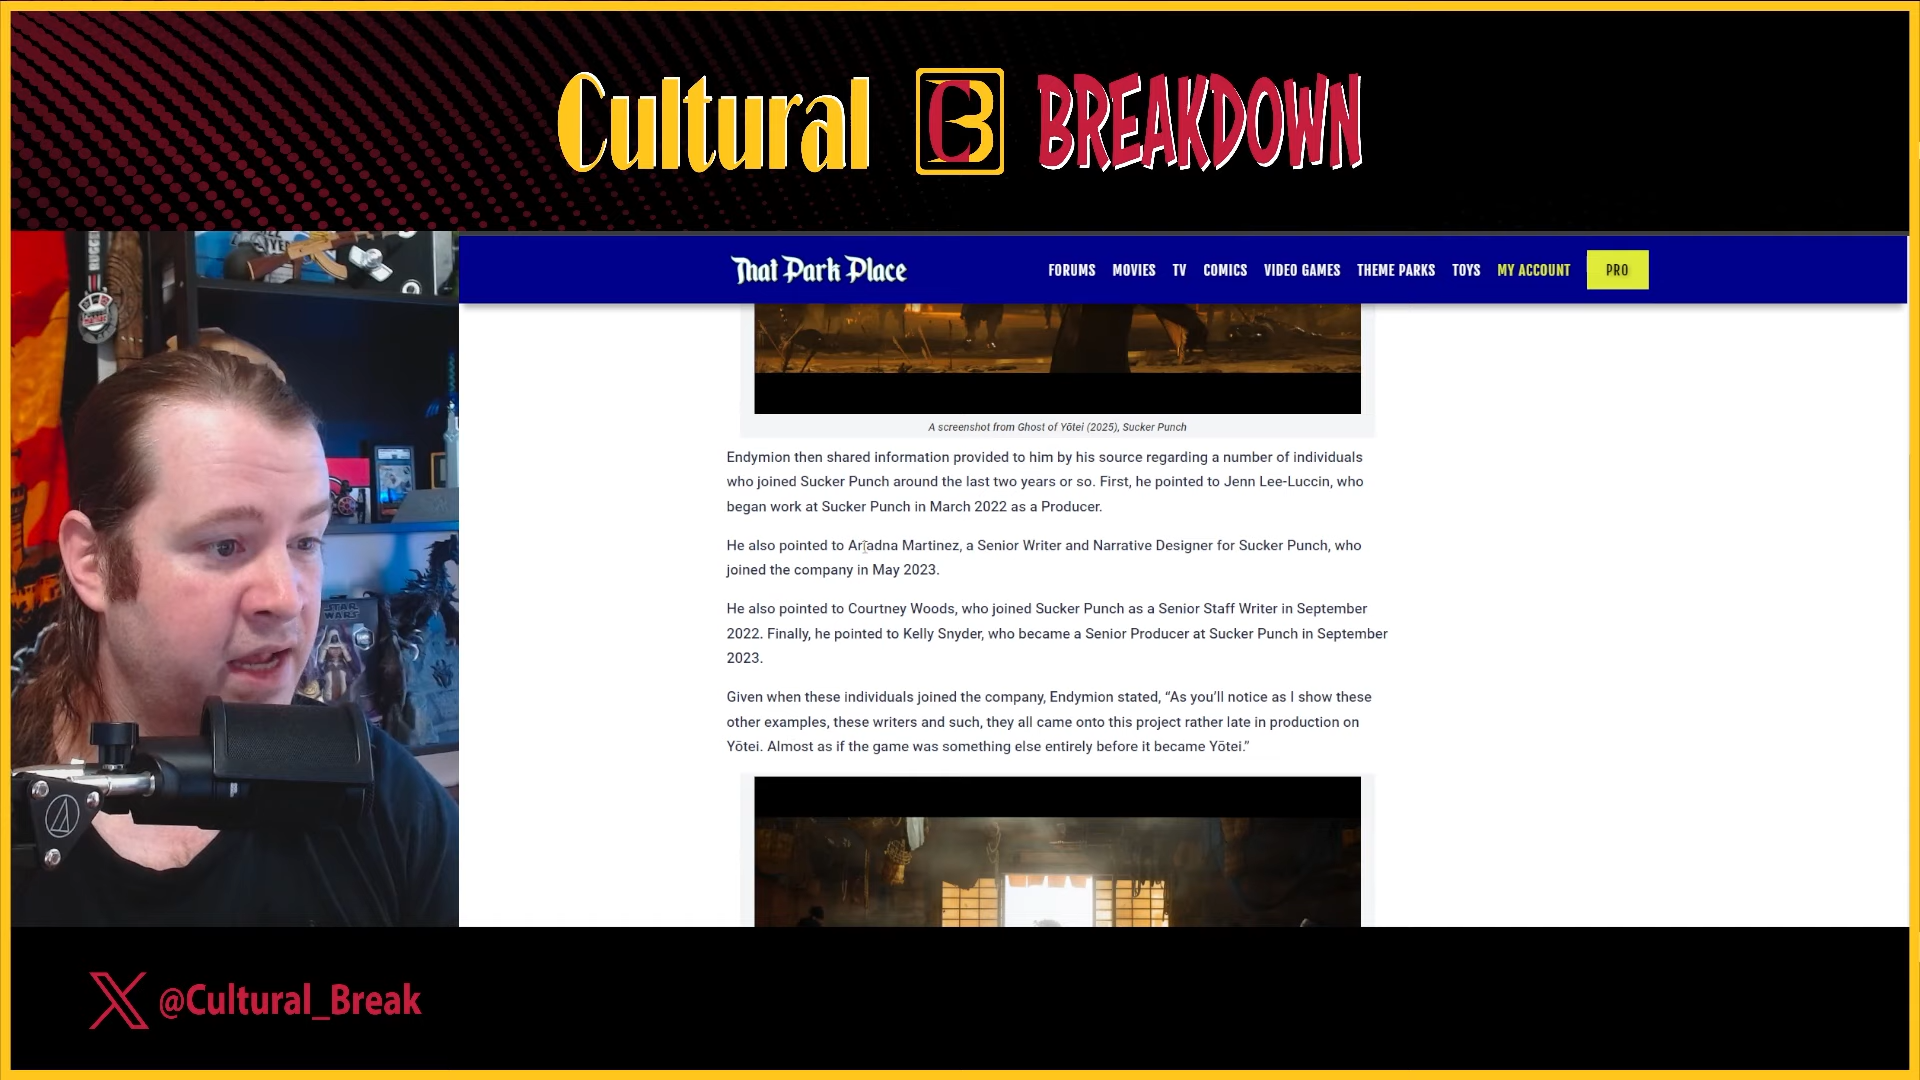 Cultural CB BREAKDOWN
That Park Place
FORUMS MOVIES TV COMICS VIDEO GAMES THEME PARKS TOYS MY ACCOUNT PRO
A screenshot from Ghost of Yōtei (2025), Sucker Punch
Endymion then shared information provided to him by his source regarding a number of individuals
who joined Sucker Punch around the last two years or so. First, he pointed to Jenn Lee-Luccin, who
began work at Sucker Punch in March 2022 as a Producer.
He also pointed to Ariadna Martinez, a Senior Writer and Narrative Designer for Sucker Punch, who
joined the company in May 2023.
He also pointed to Courtney Woods, who joined Sucker Punch as a Senior Staff Writer in September
2022. Finally, he pointed to Kelly Snyder, who became a Senior Producer at Sucker Punch in September
2023.
Given when these individuals joined the company, Endymion stated, “As you’ll notice as I show these
other examples, these writers and such, they all came onto this project rather late in production on
Yōtei. Almost as if the game was something else entirely before it became Yōtei.”
STAR
WARS
X @Cultural_Break